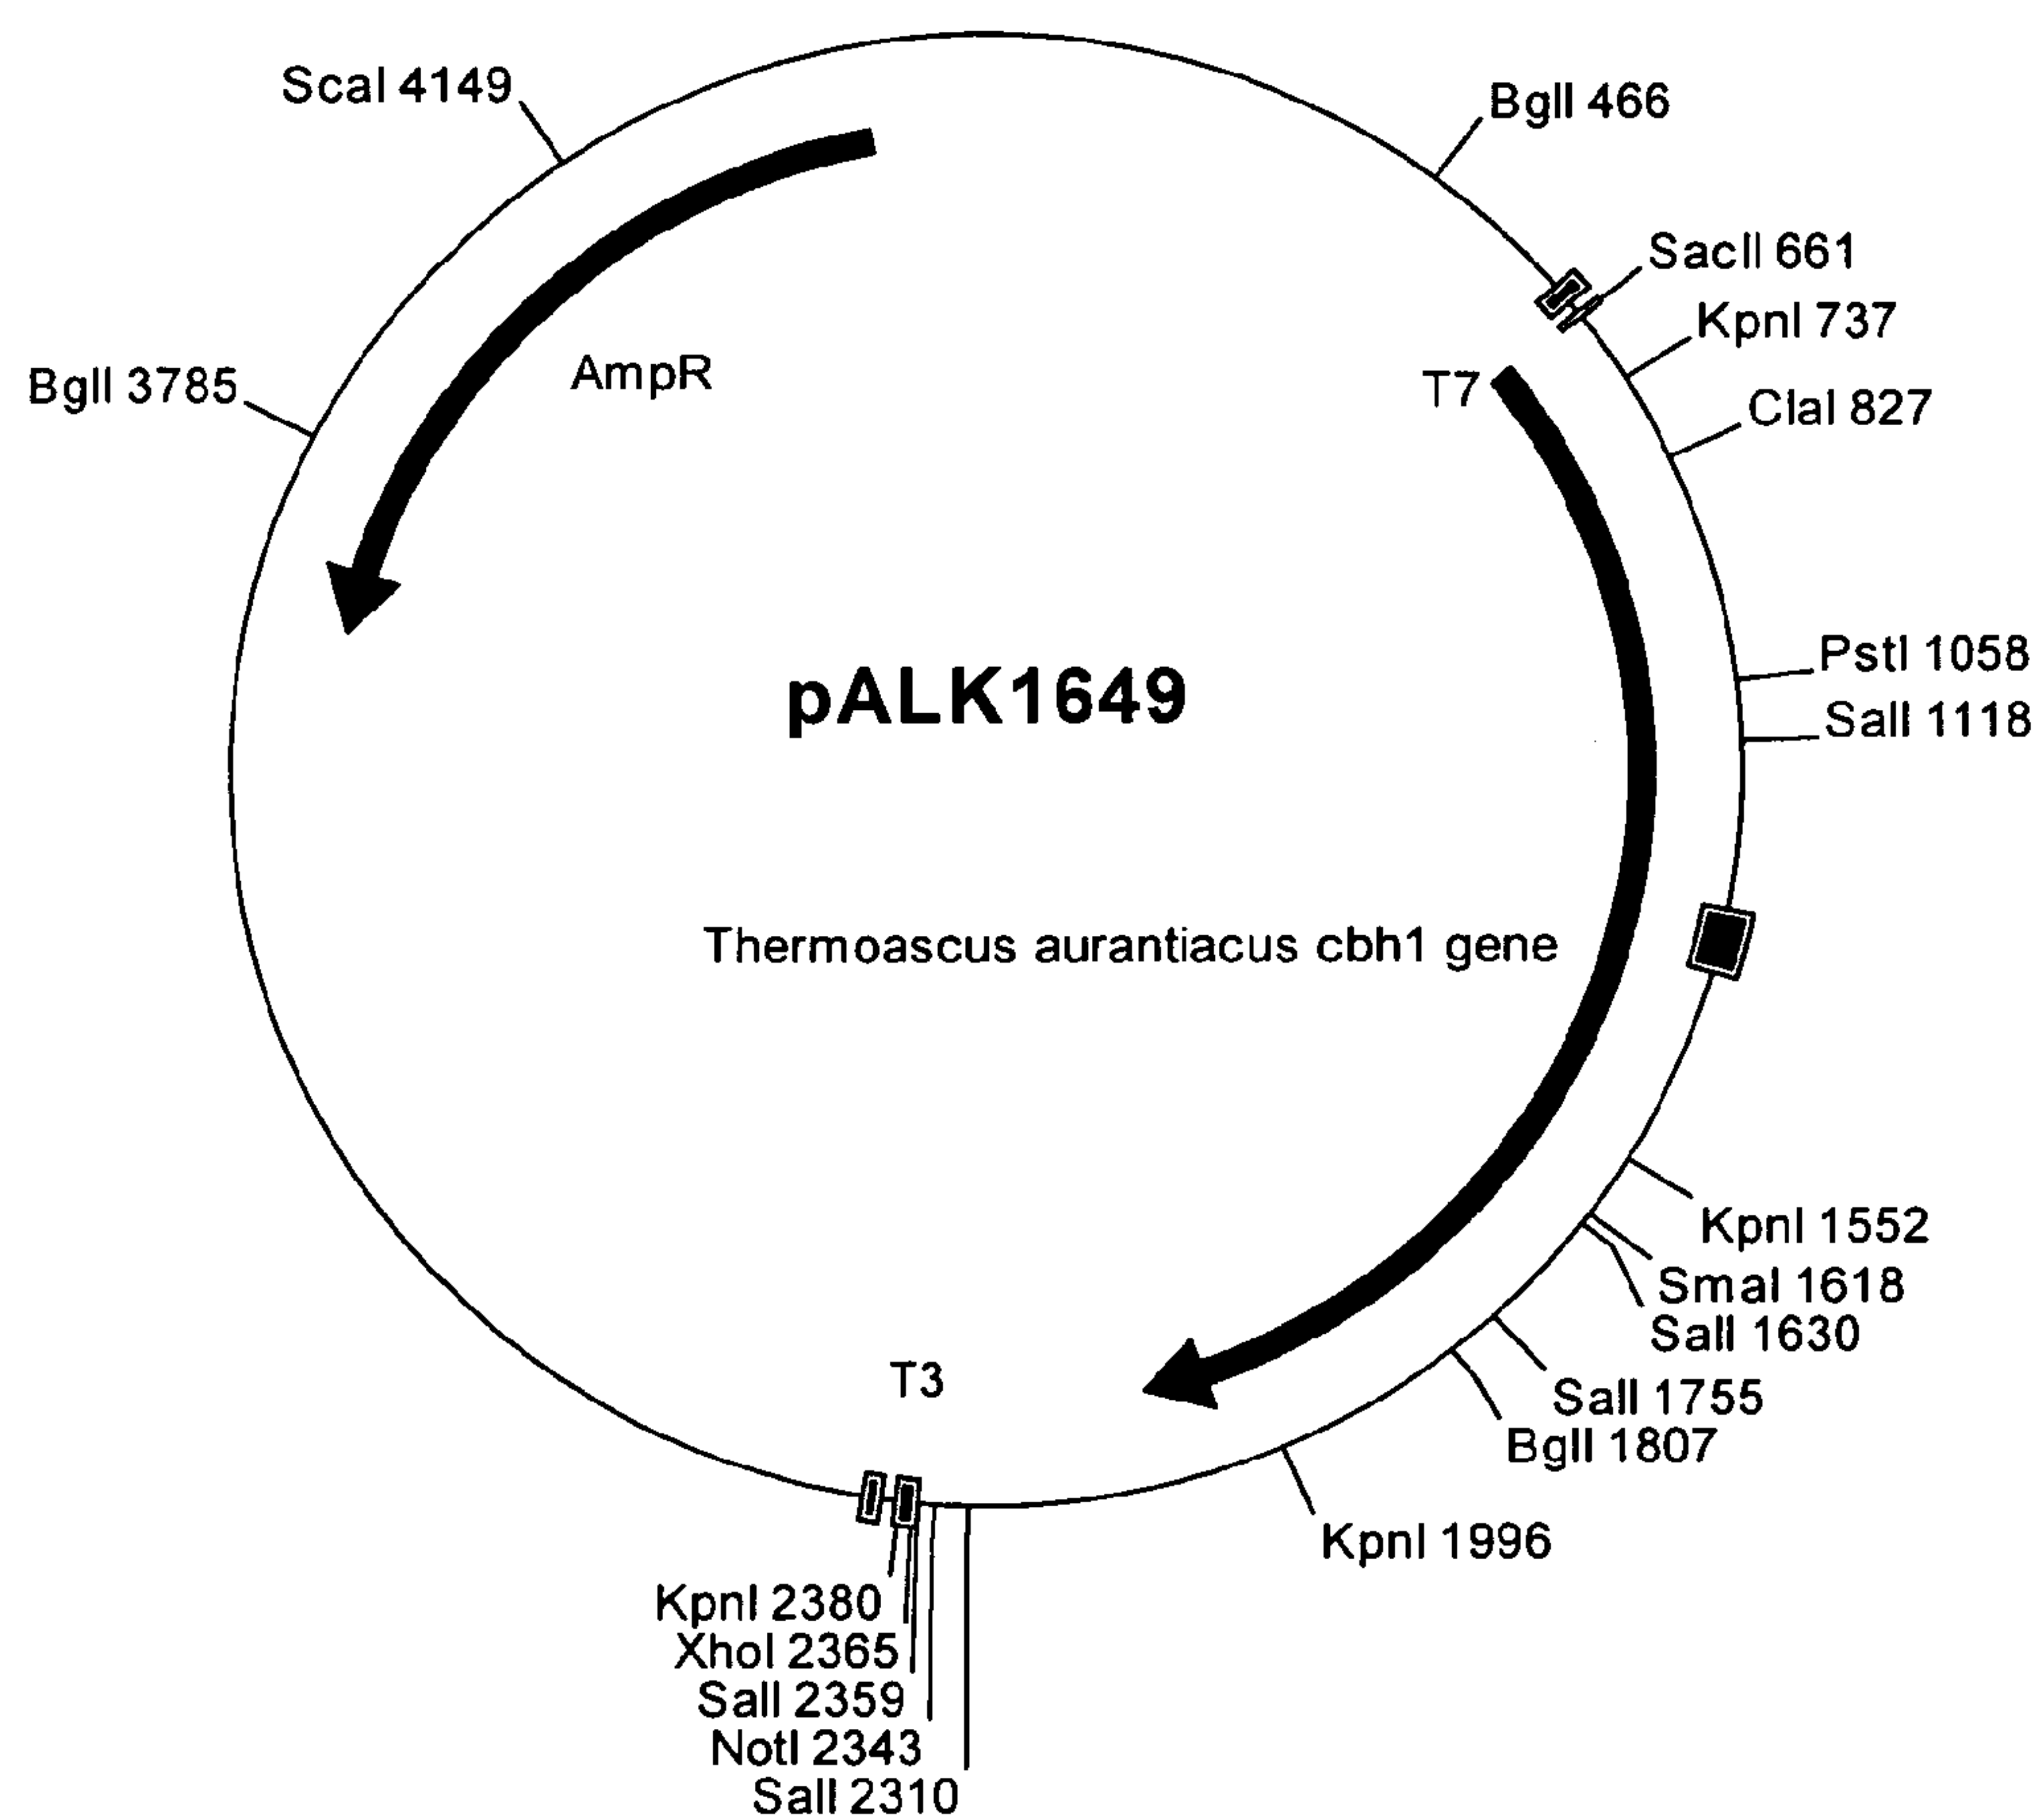 ScaI 4149
BglI 466
SacII 661
KpnI 737
ClaI 827
BglI 3785
AmpR
T7
PstI 1058
SalI 1118
pALK1649
Thermoascus aurantiacus cbh1 gene
KpnI 1552
SmaI 1618
SalI 1630
SalI 1755
BglI 1807
KpnI 1996
T3
KpnI 2380
XhoI 2365
SalI 2359
NotI 2343
SalI 2310